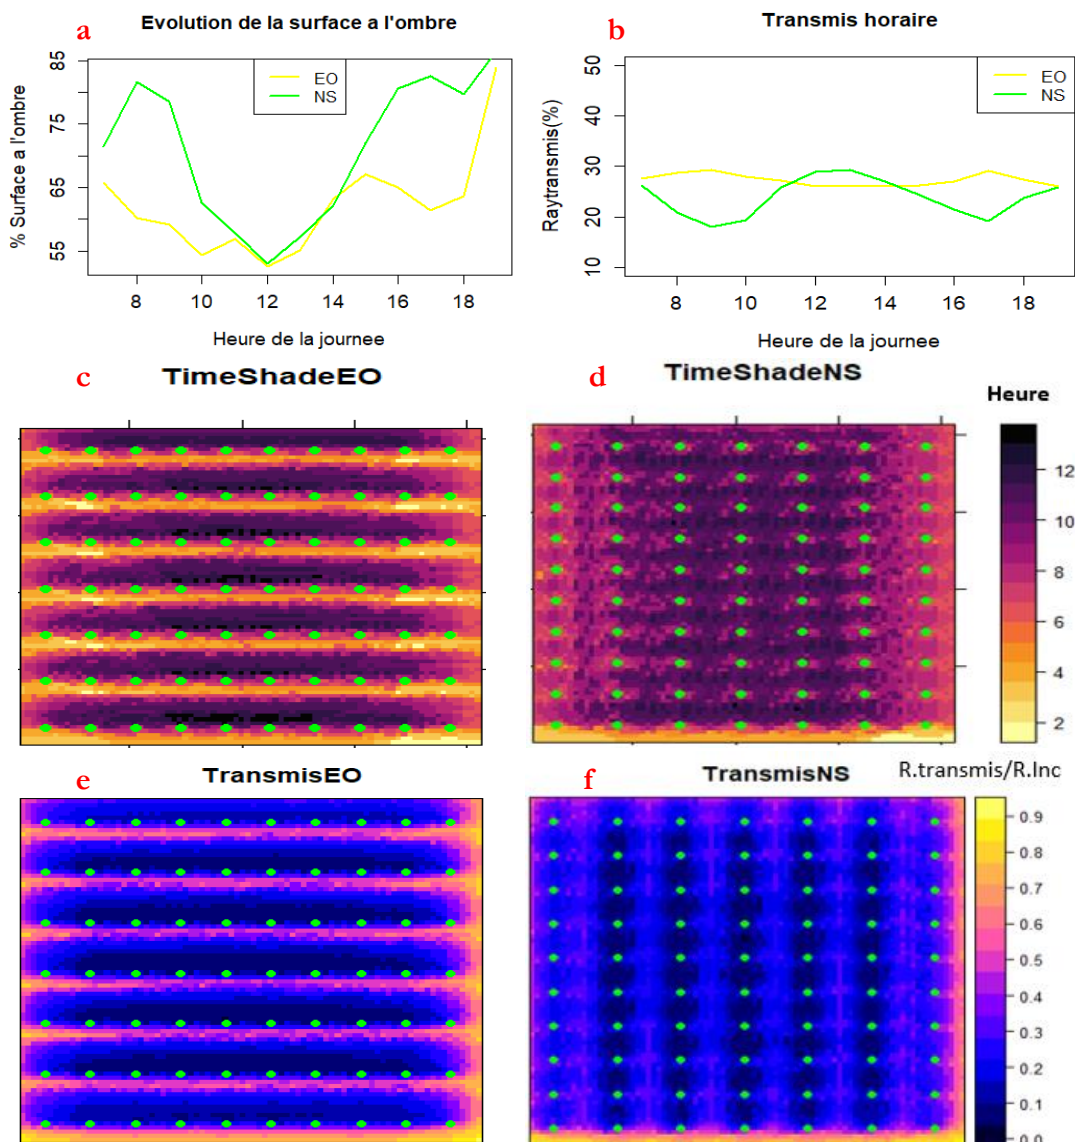 a
Evolution de la surface a l'ombre
% Surface a l'ombre
85
75
65
55
EO
NS
8 10 12 14 16 18
Heure de la journee
b
Transmis horaire
Raytransmis(%)
50
40
30
20
10
EO
NS
8 10 12 14 16 18
Heure de la journee
c
TimeShadeEO
d
TimeShadeNS
Heure
12
10
8
6
4
2
e
TransmisEO
f
TransmisNS
R.transmis/R.Inc
0.9
0.8
0.7
0.6
0.5
0.4
0.3
0.2
0.1
0.0